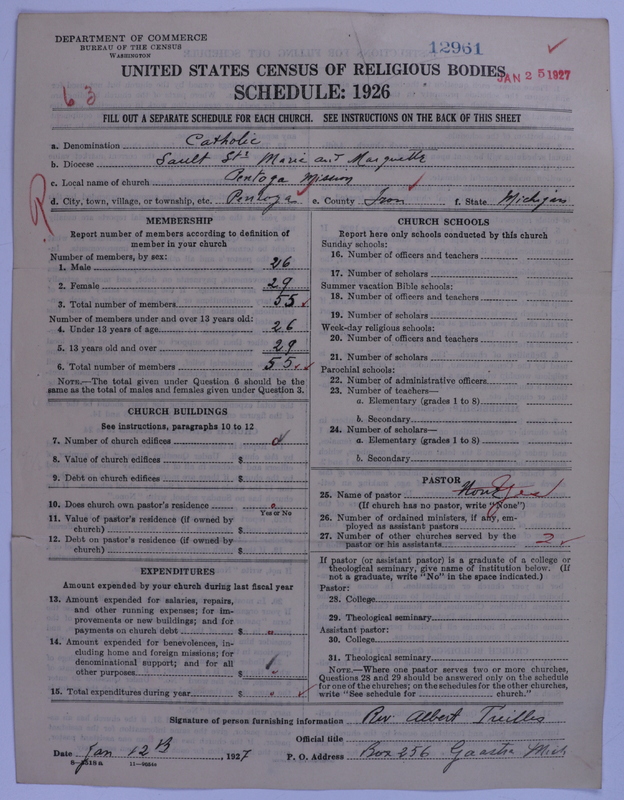 DEPARTMENT OF COMMERCE
BUREAU OF THE CENSUS
WASHINGTON
12961
UNITED STATES CENSUS OF RELIGIOUS BODIES
JAN 25 1927
SCHEDULE: 1926
63
FILL OUT A SEPARATE SCHEDULE FOR EACH CHURCH. SEE INSTRUCTIONS ON THE BACK OF THIS SHEET
a. Denomination Catholic
b. Diocese Sault Ste Marie and Marquette
c. Local name of church Pentoga Mission
d. City, town, village, or township, etc. Pentoga e. County Iron f. State Michigan
R
MEMBERSHIP
Report number of members according to definition of
member in your church
Number of members, by sex:
1. Male 26
2. Female 29
3. Total number of members 55
Number of members under and over 13 years old:
4. Under 13 years of age 26
5. 13 years old and over 29
6. Total number of members 55
NOTE.—The total given under Question 6 should be the
same as the total of males and females given under Question 3.
CHURCH BUILDINGS
See instructions, paragraphs 10 to 12
7. Number of church edifices
8. Value of church edifices $
9. Debt on church edifices $
10. Does church own pastor's residence
Yes or No
11. Value of pastor's residence (if owned by
church) $
12. Debt on pastor's residence (if owned by
church) $
EXPENDITURES
Amount expended by your church during last fiscal year
13. Amount expended for salaries, repairs,
and other running expenses; for im-
provements or new buildings; and for
payments on church debt $
14. Amount expended for benevolences, in-
cluding home and foreign missions; for
denominational support; and for all
other purposes $
15. Total expenditures during year $
CHURCH SCHOOLS
Report here only schools conducted by this church
Sunday schools:
16. Number of officers and teachers
17. Number of scholars
Summer vacation Bible schools:
18. Number of officers and teachers
19. Number of scholars
Week-day religious schools:
20. Number of officers and teachers
21. Number of scholars
Parochial schools:
22. Number of administrative officers
23. Number of teachers—
a. Elementary (grades 1 to 8)
b. Secondary
24. Number of scholars—
a. Elementary (grades 1 to 8)
b. Secondary
PASTOR
25. Name of pastor None yes
(If church has no pastor, write "None")
26. Number of ordained ministers, if any, em-
ployed as assistant pastors
27. Number of other churches served by the
pastor or his assistants 2
If pastor (or assistant pastor) is a graduate of a college or
theological seminary, give name of institution below. (If
not a graduate, write "No" in the space indicated.)
Pastor:
28. College
29. Theological seminary
Assistant pastor:
30. College
31. Theological seminary
NOTE.—Where one pastor serves two or more churches,
Questions 28 and 29 should be answered only on the schedule
for one of the churches; on the schedules for the other churches,
write "See schedule for church."
Signature of person furnishing information Rev Albert Treilles
Official title
Date Jan 12th, 1927 P. O. Address Box 256 Gaastra Mich
8—4518a 11—9084a